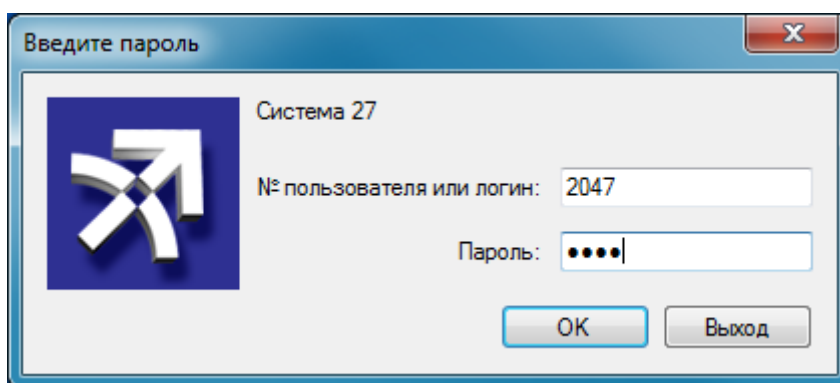 Введите пароль
Система 27
№ пользователя или логин: 2047
Пароль: ••••
OK Выход